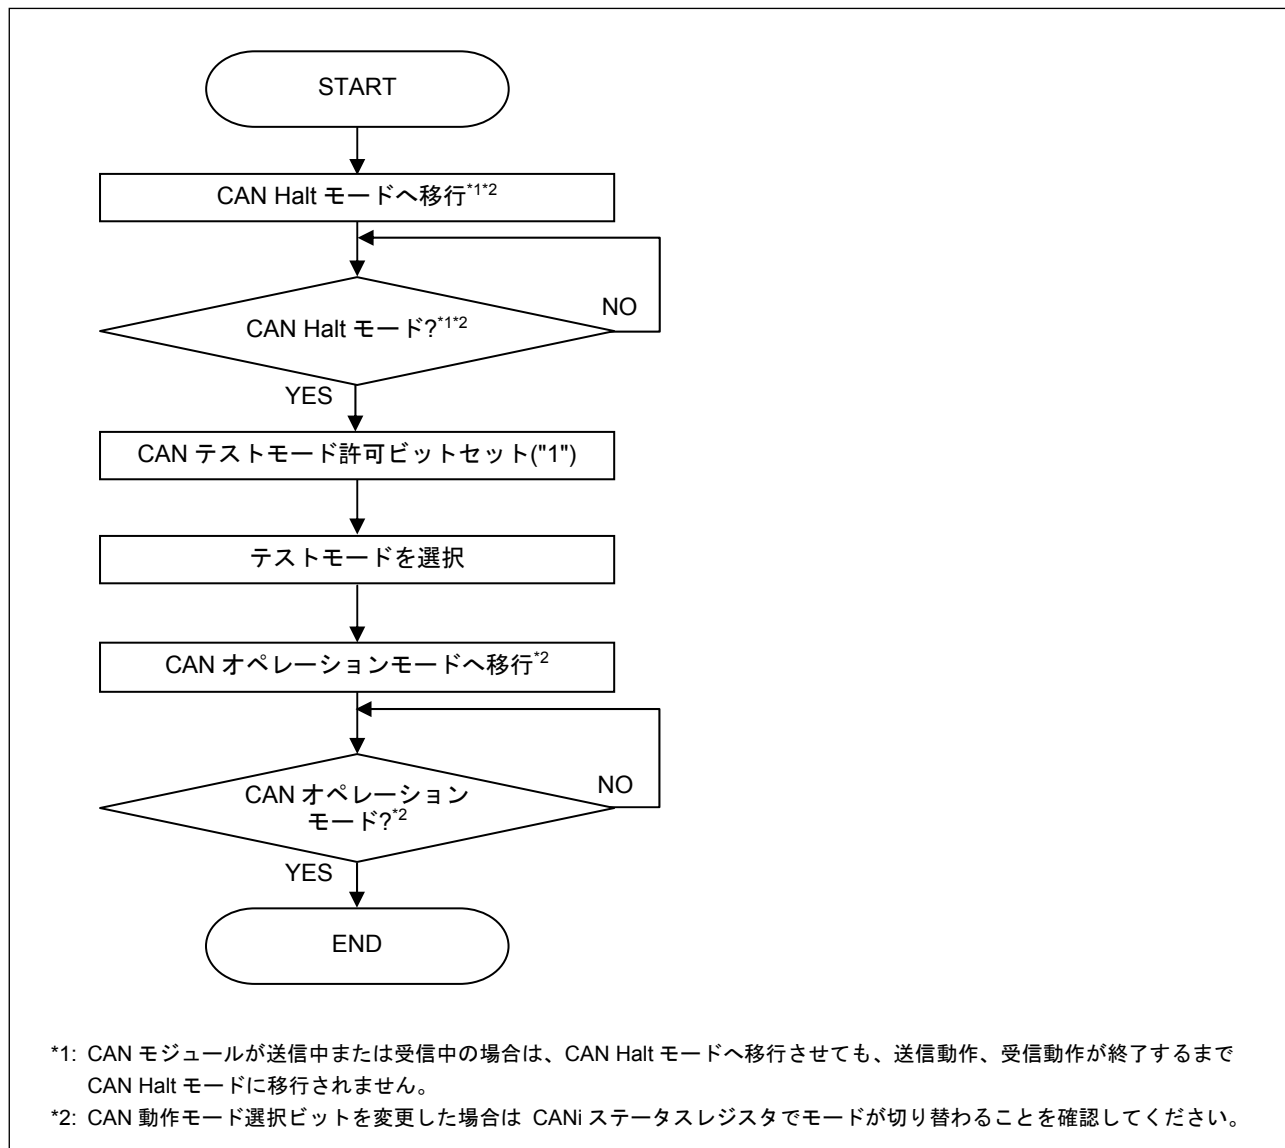 START
CAN Halt モードへ移行*1*2
CAN Halt モード?*1*2
NO
YES
CAN テストモード許可ビットセット("1")
テストモードを選択
CAN オペレーションモードへ移行*2
CAN オペレーション
モード?*2
NO
YES
END
*1: CAN モジュールが送信中または受信中の場合は、CAN Halt モードへ移行させても、送信動作、受信動作が終了するまで
CAN Halt モードに移行されません。
*2: CAN 動作モード選択ビットを変更した場合は CANi ステータスレジスタでモードが切り替わることを確認してください。